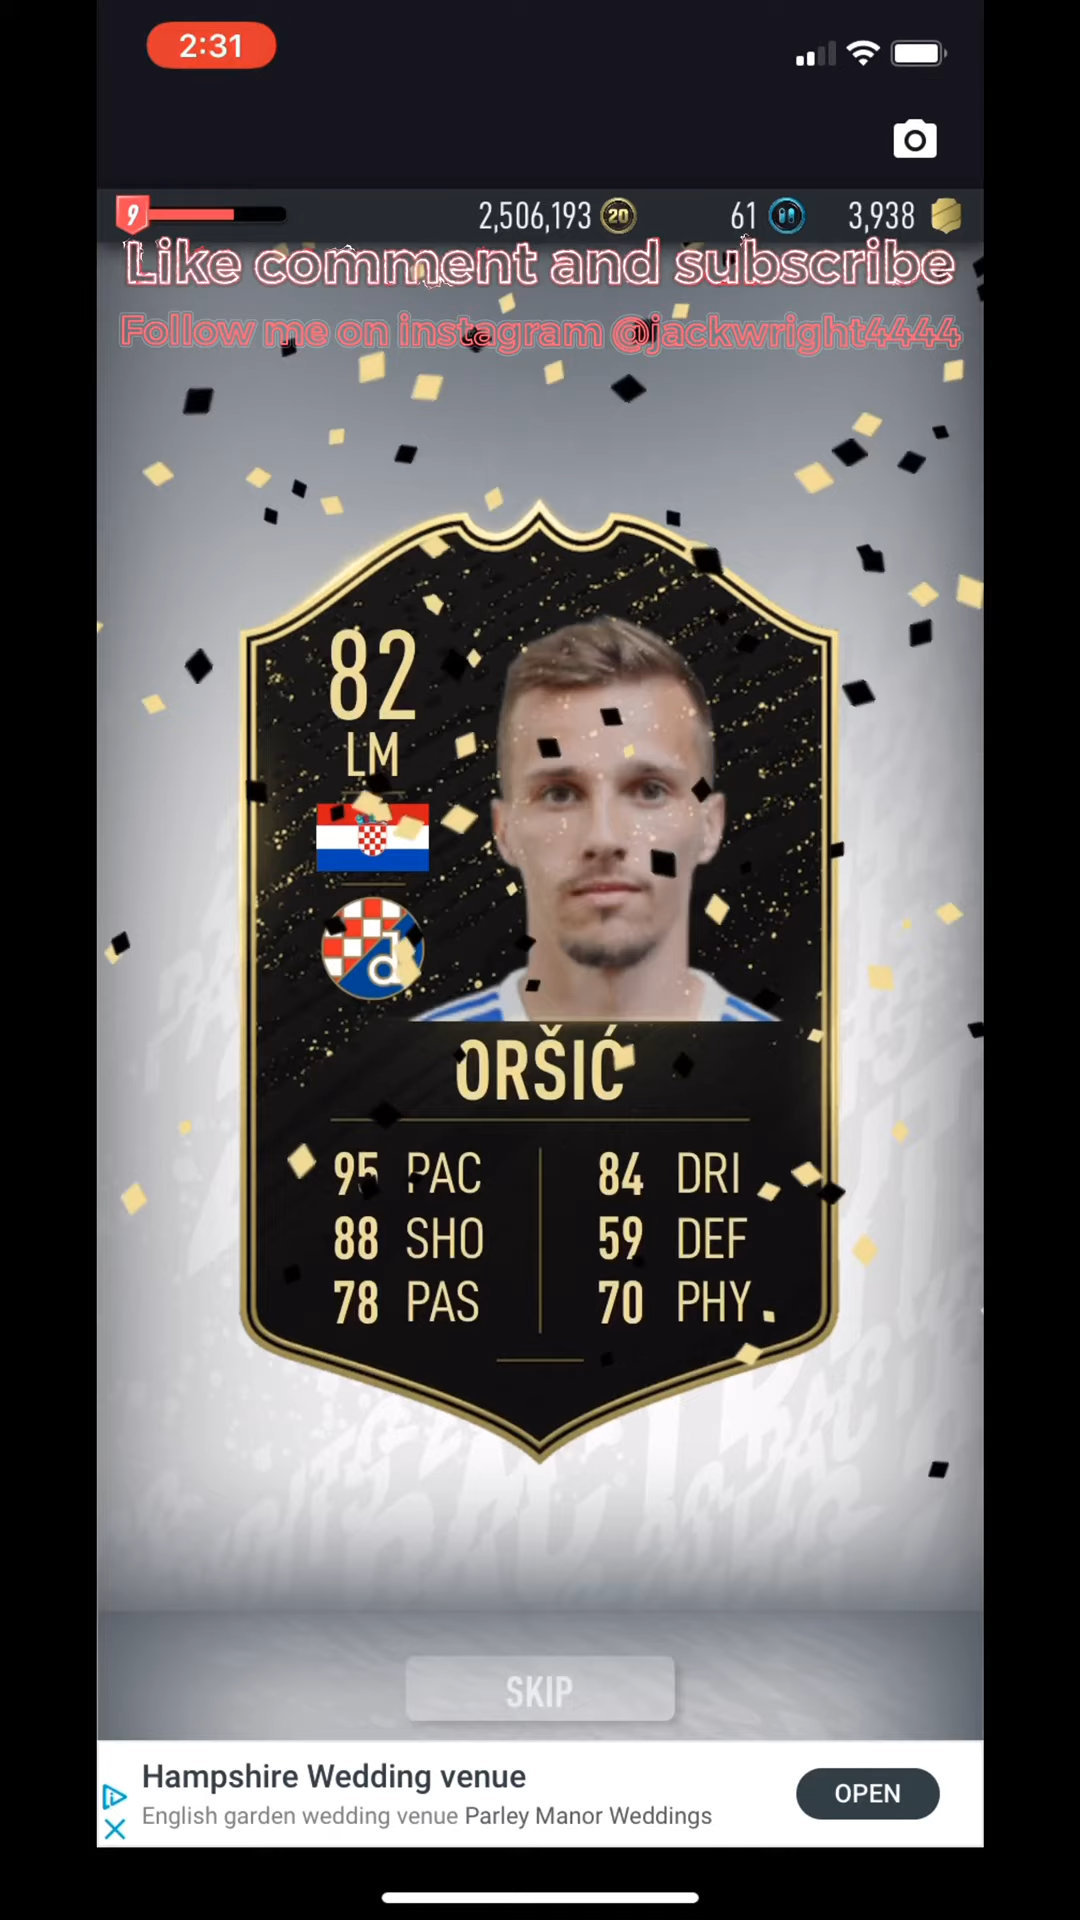 2:31
9 2,506,193 20 61 3,938
Like comment and subscribe
Follow me on instagram @jackwright4444
82
LM
ORŠIĆ
95 PAC 84 DRI
88 SHO 59 DEF
78 PAS 70 PHY
SKIP
Hampshire Wedding venue
English garden wedding venue Parley Manor Weddings
OPEN